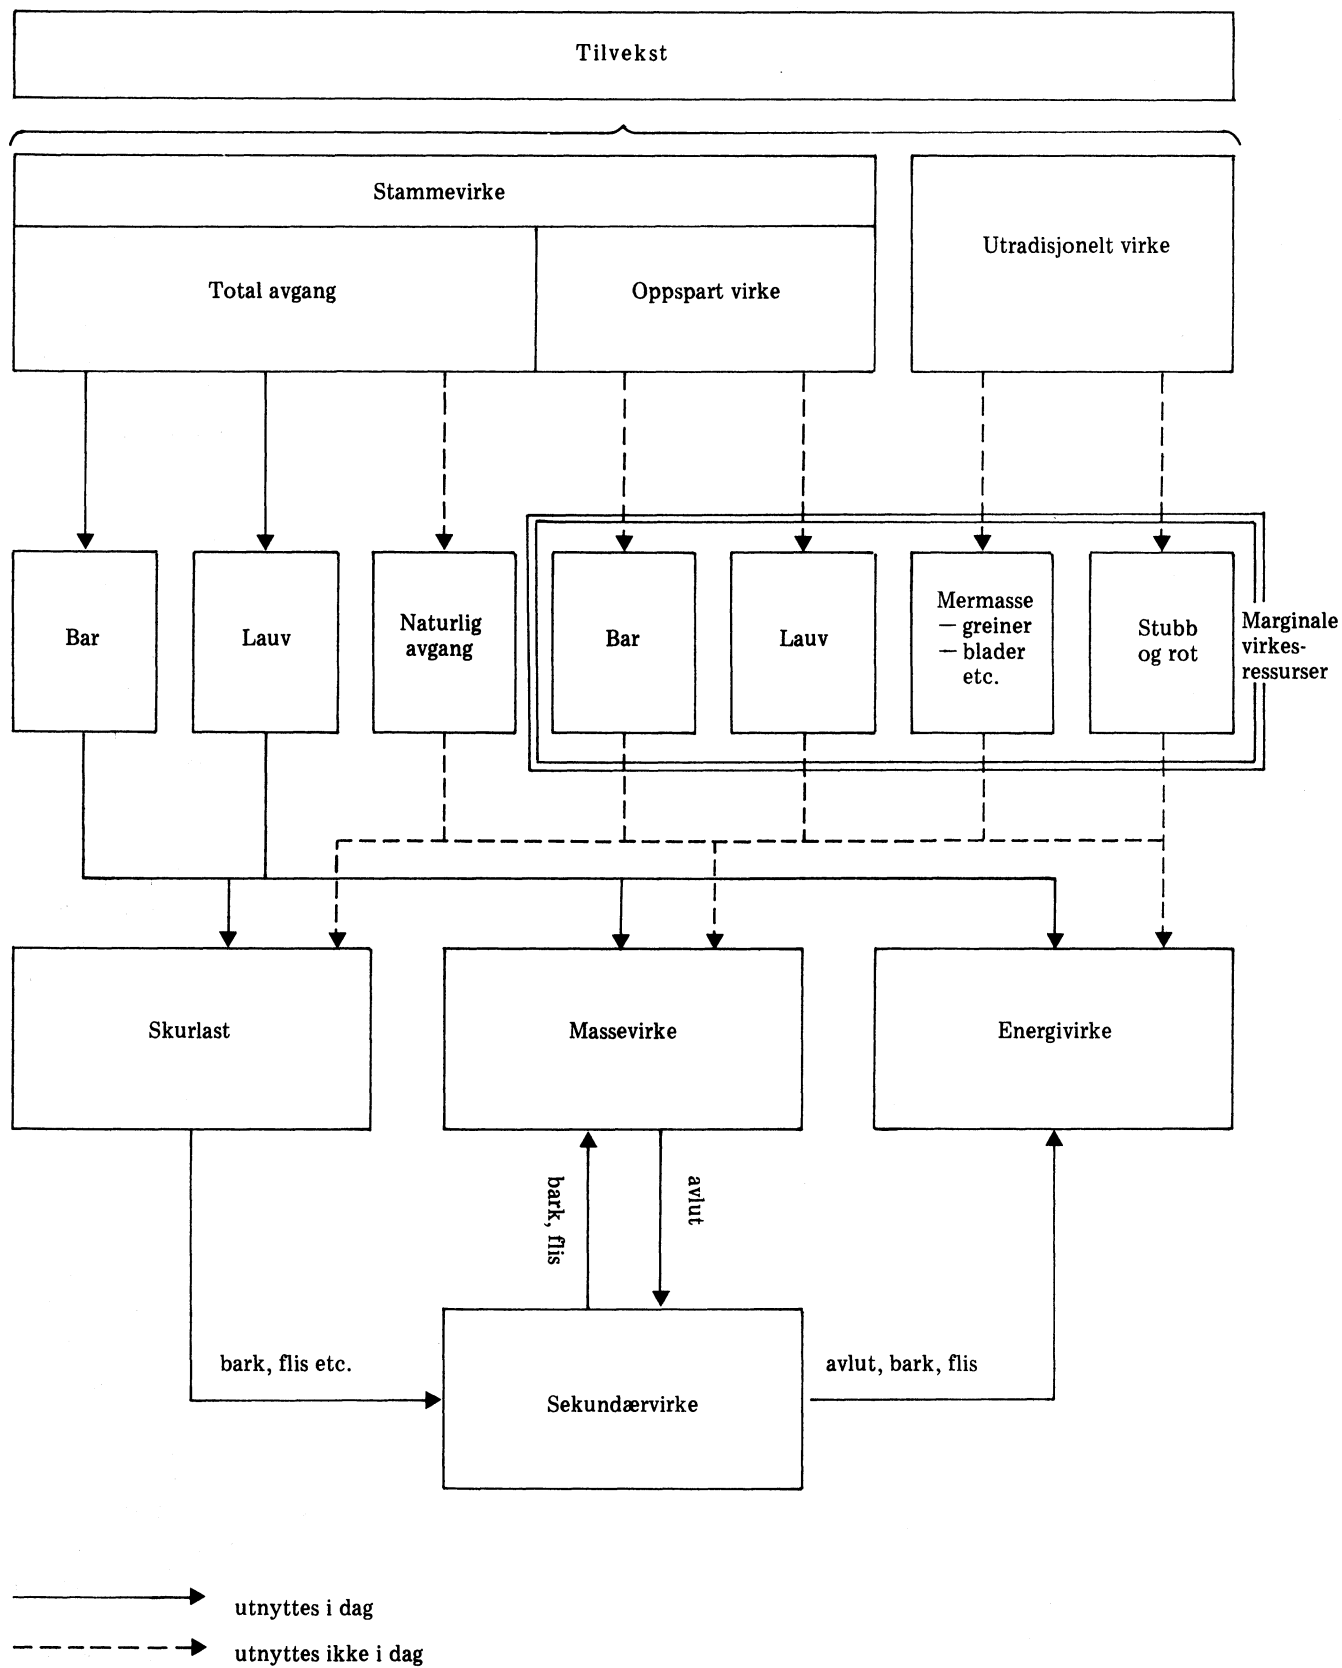 Tilvekst
Stammevirke
Utradisjonelt virke
Total avgang
Oppspart virke
Bar
Lauv
Naturlig
avgang
Bar
Lauv
Mermasse
— greiner
— blader
etc.
Stubb
og rot
Marginale
virkes-
ressurser
Skurlast
Massevirke
Energivirke
bark, flis
avlut
bark, flis etc.
avlut, bark, flis
Sekundærvirke
utnyttes i dag
utnyttes ikke i dag